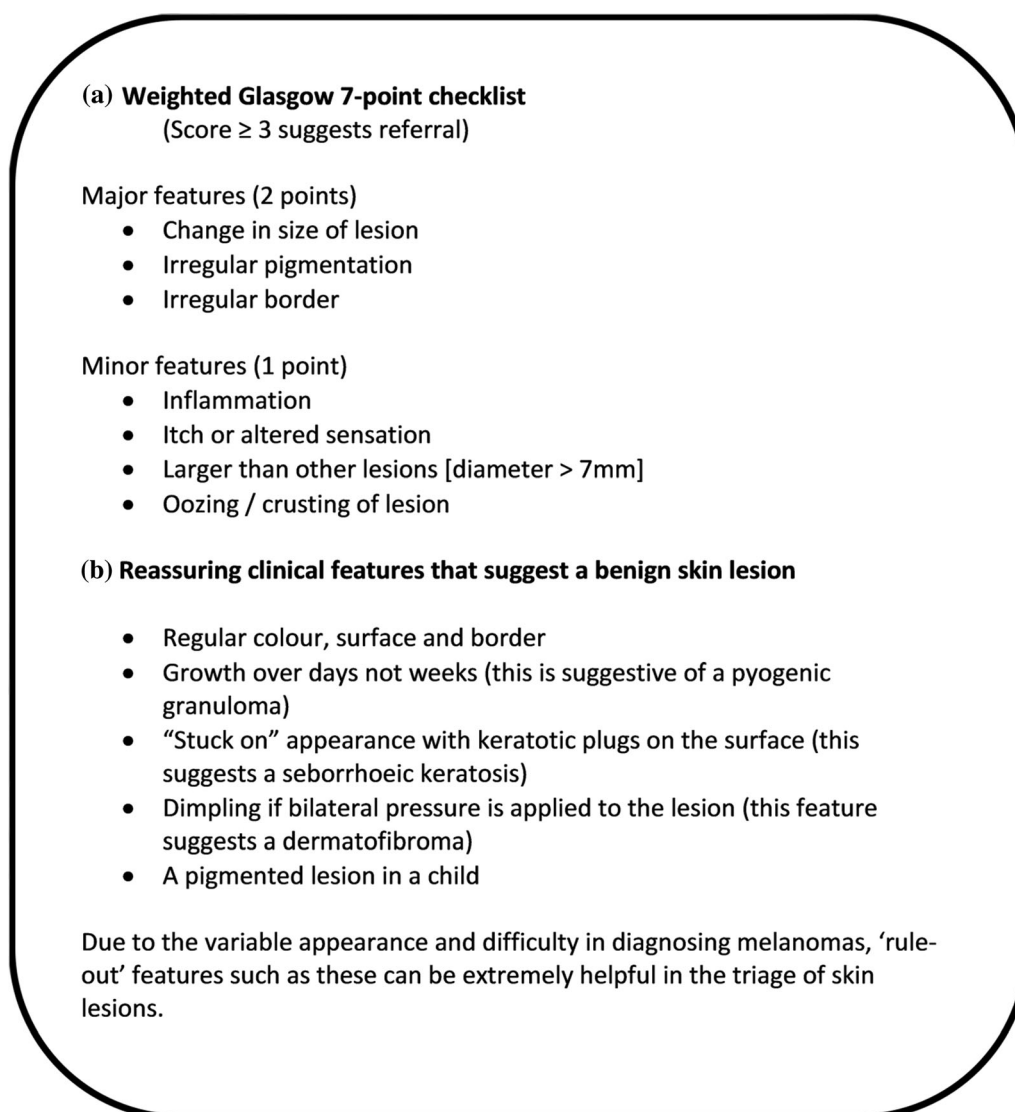 (a) Weighted Glasgow 7-point checklist
(Score ≥ 3 suggests referral)
Major features (2 points)
• Change in size of lesion
• Irregular pigmentation
• Irregular border
Minor features (1 point)
• Inflammation
• Itch or altered sensation
• Larger than other lesions [diameter > 7mm]
• Oozing / crusting of lesion
(b) Reassuring clinical features that suggest a benign skin lesion
• Regular colour, surface and border
• Growth over days not weeks (this is suggestive of a pyogenic
granuloma)
• “Stuck on” appearance with keratotic plugs on the surface (this
suggests a seborrhoeic keratosis)
• Dimpling if bilateral pressure is applied to the lesion (this feature
suggests a dermatofibroma)
• A pigmented lesion in a child
Due to the variable appearance and difficulty in diagnosing melanomas, ‘rule-
out’ features such as these can be extremely helpful in the triage of skin
lesions.